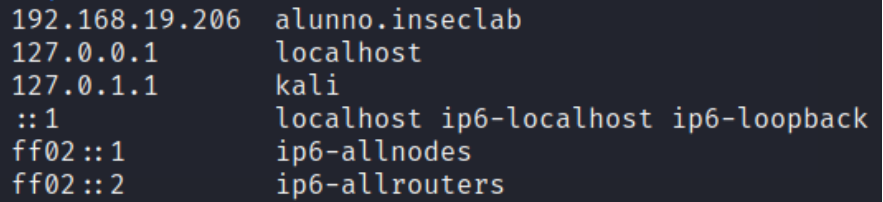 192.168.19.206  alunno.inseclab
127.0.0.1       localhost
127.0.1.1       kali
::1             localhost ip6-localhost ip6-loopback
ff02::1         ip6-allnodes
ff02::2         ip6-allrouters